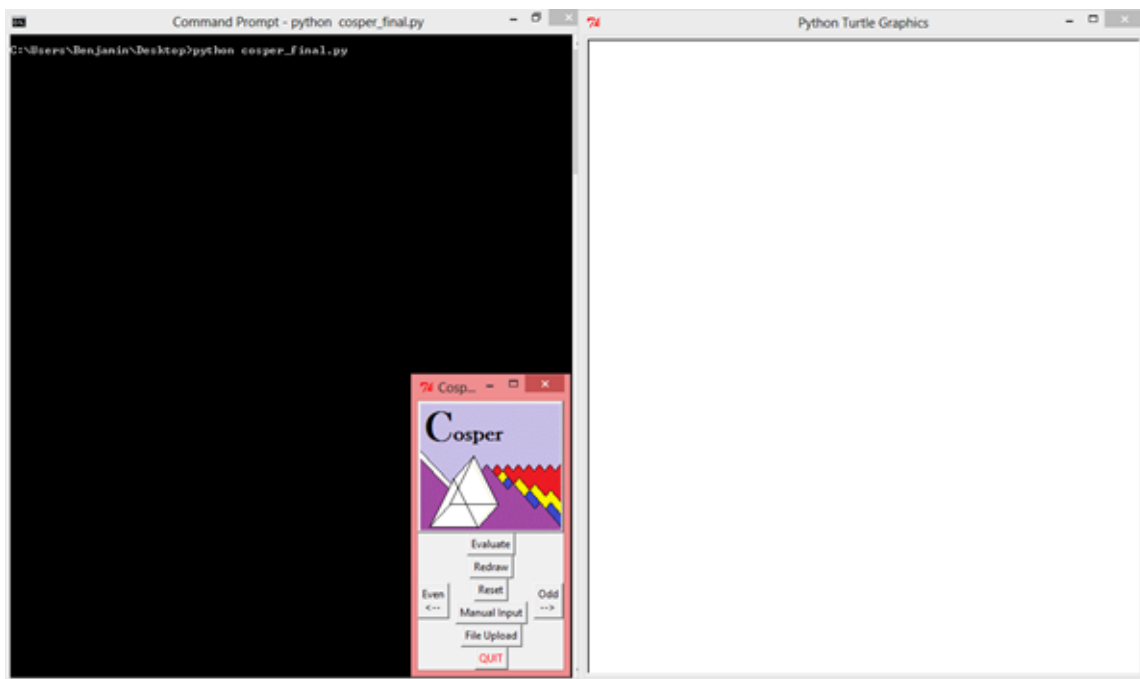 Command Prompt - python cosper_final.py
C:\Users\Benjamin\Desktop>python cosper_final.py
Python Turtle Graphics
Cosp...
Cosper
Evaluate
Redraw
Reset
Even
<--
Odd
-->
Manual Input
File Upload
QUIT